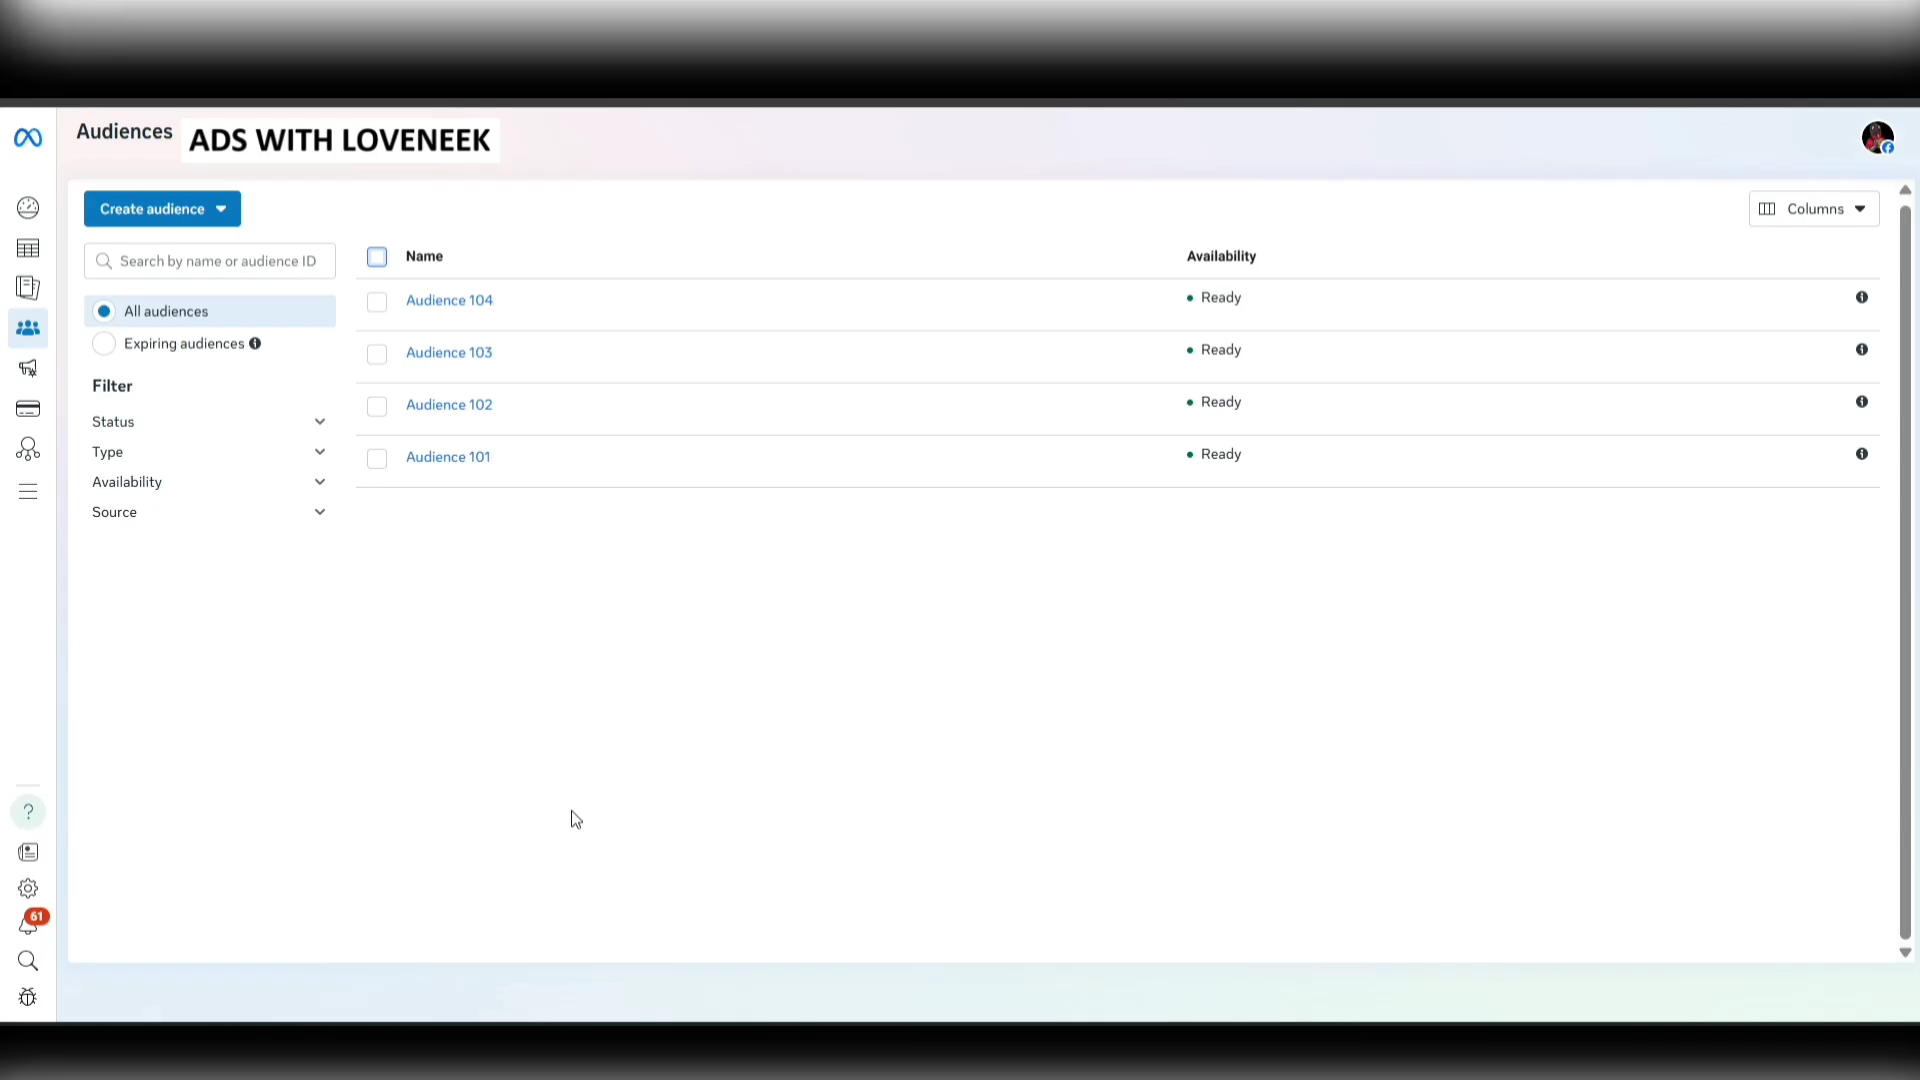 Audiences
ADS WITH LOVENEEK
Create audience
Columns
Search by name or audience ID
Name
Availability
All audiences
Audience 104
Ready
Expiring audiences
Audience 103
Ready
Filter
Status
Audience 102
Ready
Type
Audience 101
Ready
Availability
Source
?
61